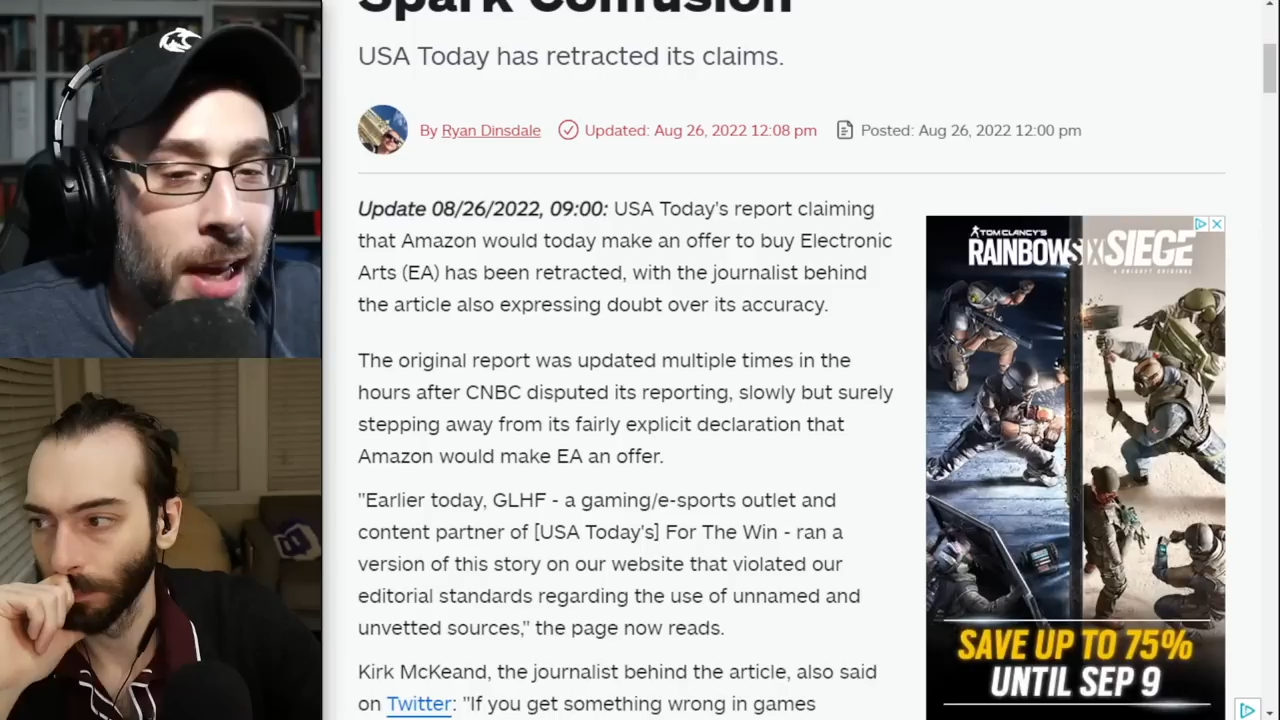 Spark Confusion
USA Today has retracted its claims.
By Ryan Dinsdale Updated: Aug 26, 2022 12:08 pm Posted: Aug 26, 2022 12:00 pm
Update 08/26/2022, 09:00: USA Today's report claiming
that Amazon would today make an offer to buy Electronic
Arts (EA) has been retracted, with the journalist behind
the article also expressing doubt over its accuracy.
The original report was updated multiple times in the
hours after CNBC disputed its reporting, slowly but surely
stepping away from its fairly explicit declaration that
Amazon would make EA an offer.
"Earlier today, GLHF - a gaming/e-sports outlet and
content partner of [USA Today's] For The Win - ran a
version of this story on our website that violated our
editorial standards regarding the use of unnamed and
unvetted sources," the page now reads.
Kirk McKeand, the journalist behind the article, also said
on Twitter: "If you get something wrong in games
TOM CLANCY'S
RAINBOW SIX SIEGE
SAVE UP TO 75%
UNTIL SEP 9